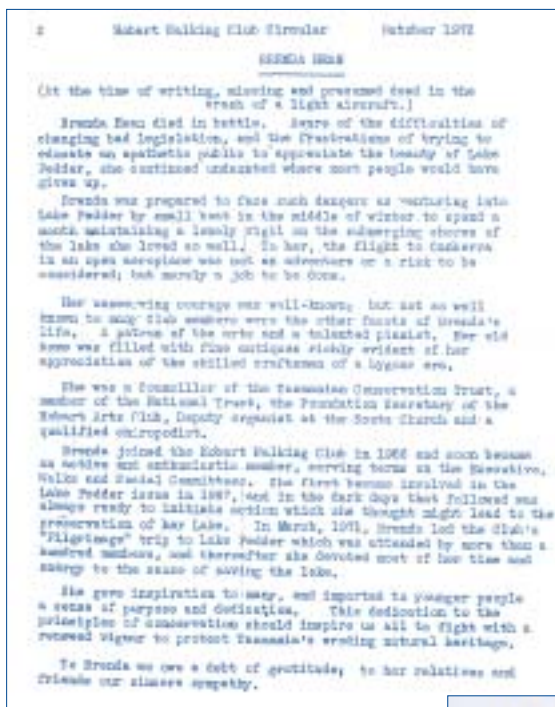 2 Hobart Walking Club Circular October 1972
BRENDA HEAN
(At the time of writing, missing and presumed dead in the
crash of a light aircraft.)
Brenda Hean died in battle. Aware of the difficulties of
changing bad legislation, and the frustrations of trying to
educate an apathetic public to appreciate the beauty of Lake
Pedder, she continued undaunted where most people would have
given up.
Brenda was prepared to face such dangers as venturing into
Lake Pedder by small boat in the middle of winter to spend a
month maintaining a lonely vigil on the submerging shores of
the lake she loved so well. To her, the flight to Canberra
in an open aeroplane was not an adventure or a risk to be
considered; but merely a job to be done.
Her unswerving courage was well-known; but not so well
known to many Club members were the other facets of Brenda's
life. A patron of the arts and a talented pianist. Her old
home was filled with fine antiques richly evident of her
appreciation of the skilled craftsmen of a bygone era.
She was a Councillor of the Tasmanian Conservation Trust, a
member of the National Trust, the Foundation Secretary of the
Hobart Arts Club, Deputy organist at the Scots Church and a
qualified chiropodist.
Brenda joined the Hobart Walking Club in and soon became
an active and enthusiastic member, serving terms on the Executive,
Walks and Social Committees. She first became involved in the
Lake Pedder issue in 1967, and in the dark days that followed was
always ready to initiate action which she thought might lead to the
preservation of her Lake. In March, 1971, Brenda led the Club's
"Pilgrimage" trip to Lake Pedder which was attended by more than a
hundred members, and thereafter she devoted most of her time and
energy to the cause of saving the lake.
She gave inspiration to many, and imparted to younger people
a sense of purpose and dedication. This dedication to the
principles of conservation should inspire us all to fight with a
renewed vigour to protect Tasmania's eroding natural heritage.
To Brenda we owe a debt of gratitude; to her relatives and
friends our sincere sympathy.